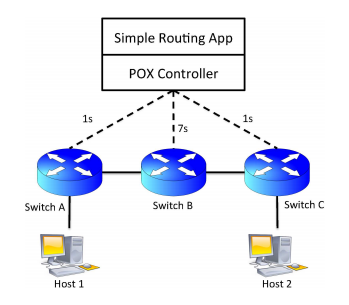 Simple Routing App
POX Controller
1s
7s
1s
Switch A
Switch B
Switch C
Host 1
Host 2